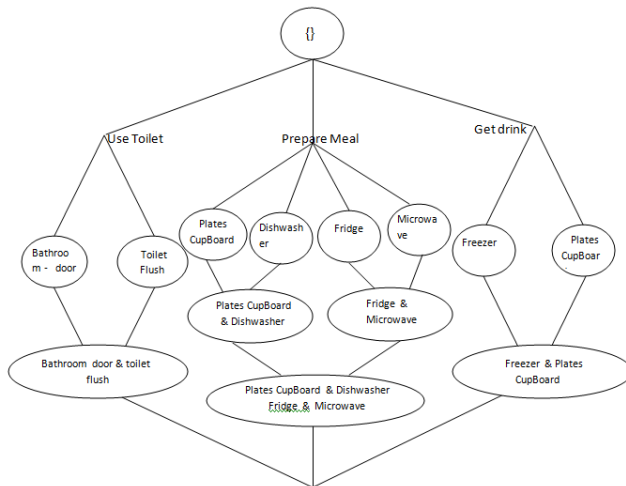 {}
Use Toilet
Prepare Meal
Get drink
Plates
CupBoard
Dishwash
er
Fridge
Microwa
ve
Bathroo
m - door
Toilet
Flush
Freezer
Plates
CupBoar
.
Plates CupBoard
& Dishwasher
Fridge &
Microwave
Bathroom door & toilet
flush
Plates CupBoard & Dishwasher
Fridge & Microwave
Freezer & Plates
CupBoard